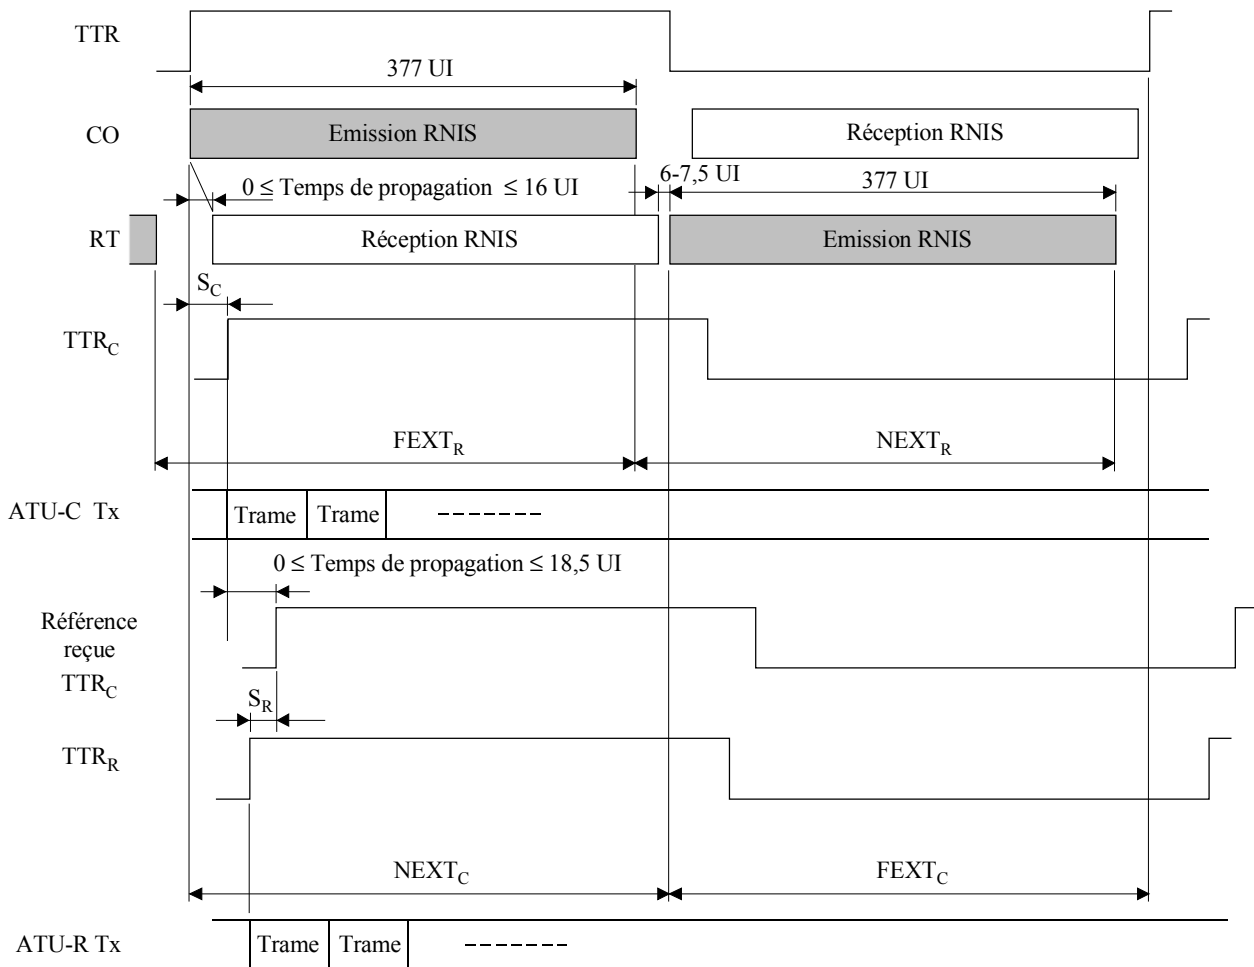 TTR
377 UI
CO
Emission RNIS
Réception RNIS
0 ≤ Temps de propagation ≤ 16 UI
6-7,5 UI
377 UI
RT
Réception RNIS
Emission RNIS
S_C
TTR_C
FEXT_R
NEXT_R
ATU-C Tx
Trame
Trame
0 ≤ Temps de propagation ≤ 18,5 UI
Référence
reçue
TTR_C
S_R
TTR_R
NEXT_C
FEXT_C
ATU-R Tx
Trame
Trame